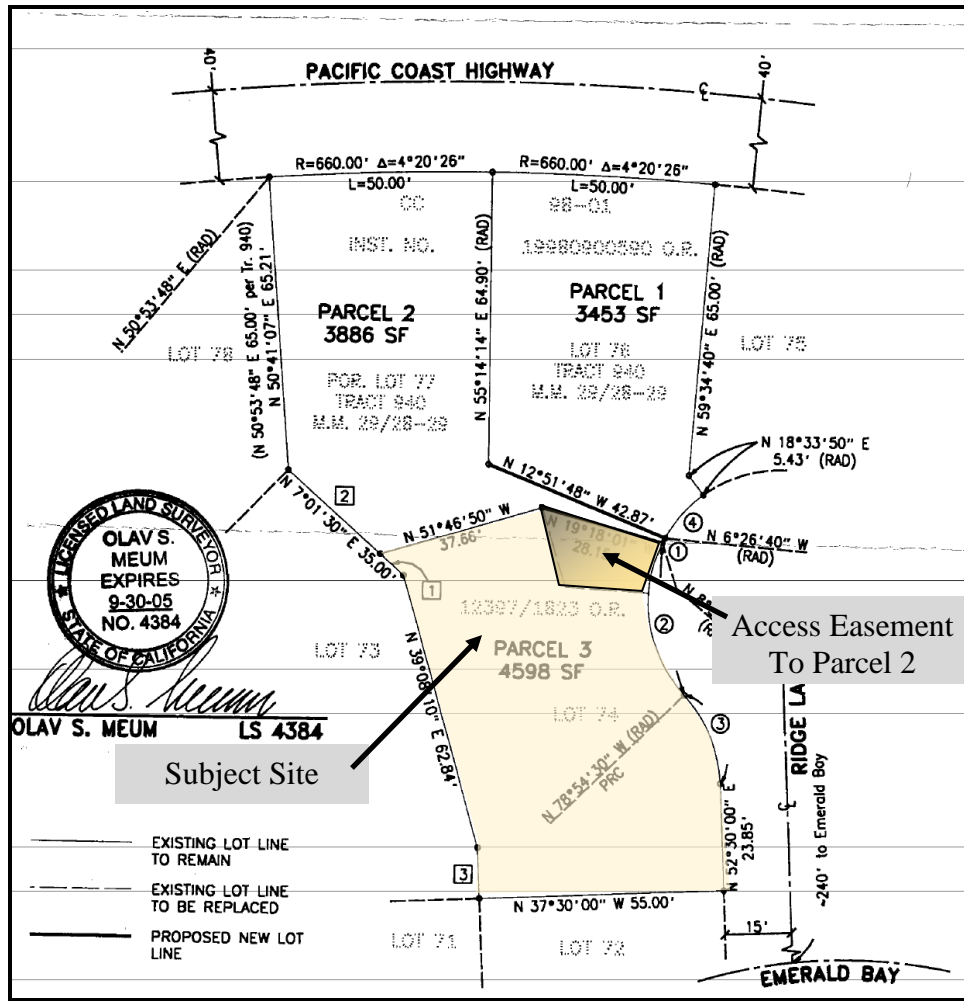 40'
PACIFIC COAST HIGHWAY
℄
40'
R=660.00' Δ=4°20'26"
L=50.00'
R=660.00' Δ=4°20'26"
L=50.00'
CC
98-01
INST. NO.
19980900590 O.R.
N 50°53'48" E (RAD)
(N 50°53'48" E 65.00' per Tr. 940)
N 50°41'07" E 65.21'
PARCEL 2
3886 SF
N 55°14'14" E 64.90' (RAD)
PARCEL 1
3453 SF
N 59°34'40" E 65.00' (RAD)
LOT 78
POR. LOT 77
TRACT 940
M.M. 29/28-29
LOT 76
TRACT 940
M.M. 29/28-29
LOT 75
N 18°33'50" E
5.43' (RAD)
N 12°51'48" W 42.87'
2
N 7°01'30" E 35.00'
N 51°46'50" W
37.66'
N 19°18'01"
4
1
N 6°26'40" W
(RAD)
LICENSED LAND SURVEYOR
OLAV S.
MEUM
EXPIRES
9-30-05
NO. 4384
STATE OF CALIFORNIA
1
12397/1823 O.R.
2
LOT 73
PARCEL 3
4598 SF
Access Easement
To Parcel 2
OLAV S. MEUM LS 4384
N 39°08'10" E 62.84'
LOT 74
3
N 78°54'30" W (RAD)
PRC
Subject Site
RIDGE LA
℄
~240' to Emerald Bay
N 52°30'00" E
23.85'
EXISTING LOT LINE
TO REMAIN
EXISTING LOT LINE
TO BE REPLACED
PROPOSED NEW LOT
LINE
3
N 37°30'00" W 55.00'
LOT 71
LOT 72
15'
EMERALD BAY